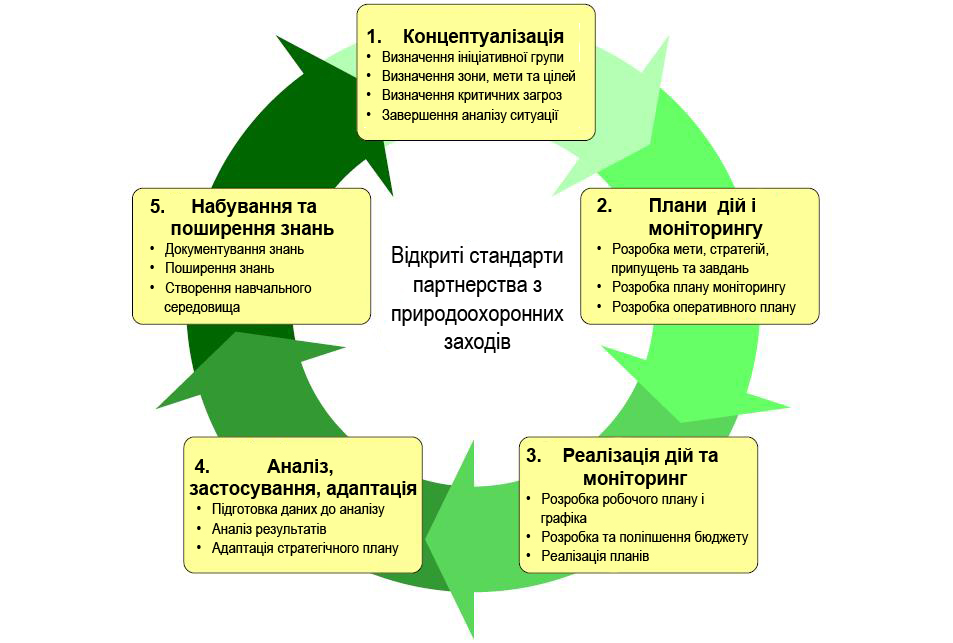 1. Концептуалізація
• Визначення ініціативної групи
• Визначення зони, мети та цілей
• Визначення критичних загроз
• Завершення аналізу ситуації
2. Плани дій і
моніторингу
• Розробка мети, стратегій,
припущень та завдань
• Розробка плану моніторингу
• Розробка оперативного плану
3. Реалізація дій та
моніторинг
• Розробка робочого плану і
графіка
• Розробка та поліпшення бюджету
• Реалізація планів
4. Аналіз,
застосування, адаптація
• Підготовка даних до аналізу
• Аналіз результатів
• Адаптація стратегічного плану
5. Набування та
поширення знань
• Документування знань
• Поширення знань
• Створення навчального
середовища
Відкриті стандарти
партнерства з
природоохоронних
заходів